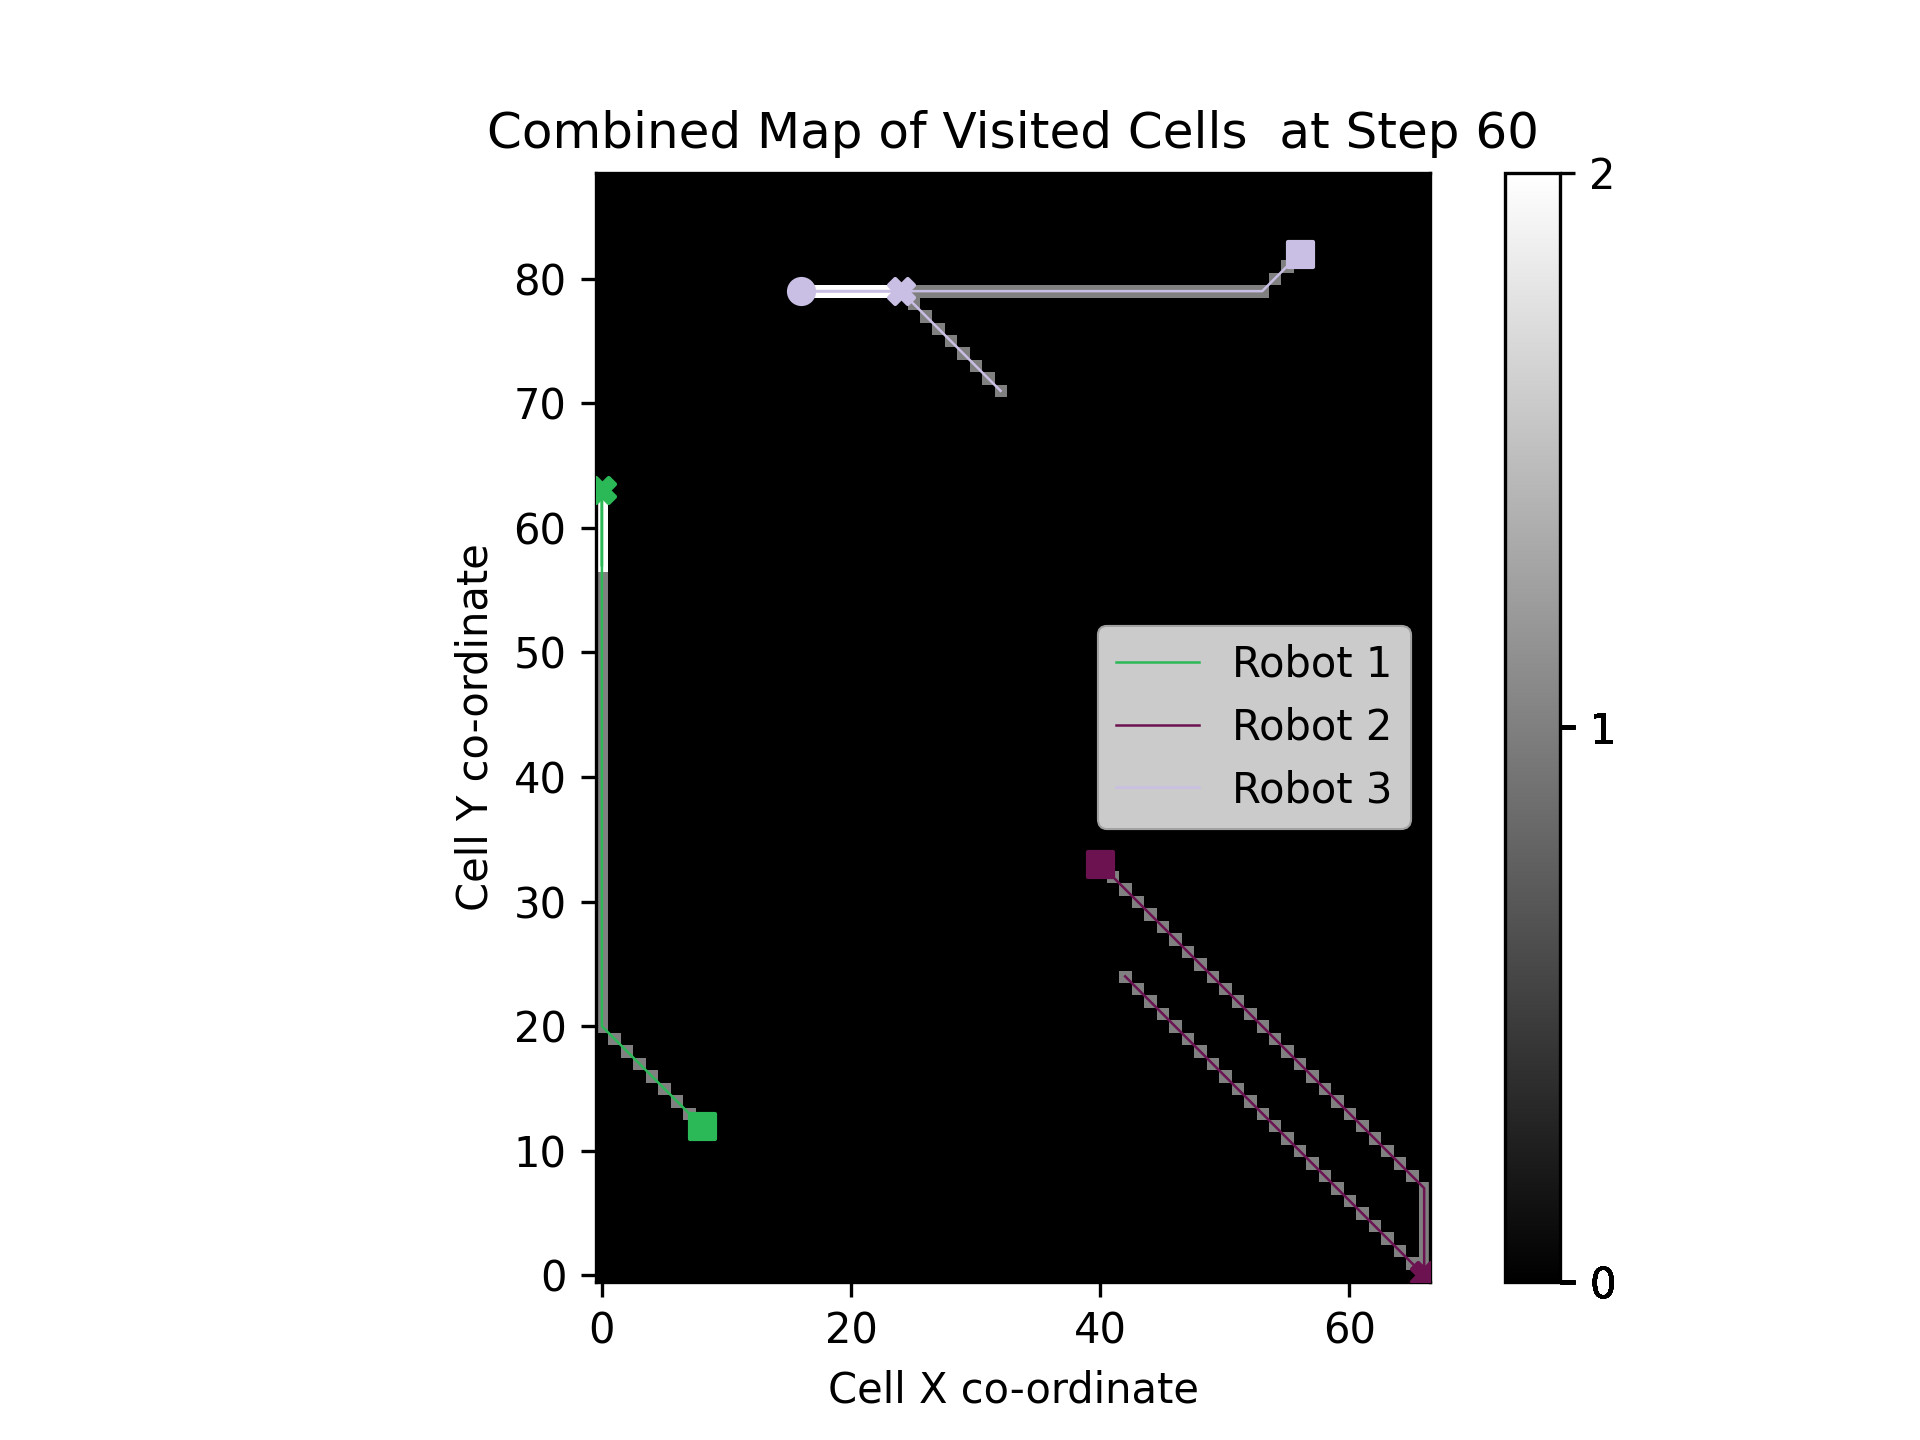 Combined Map of Visited Cells  at Step 60
2
1
0
80
70
60
50
40
30
20
10
0
Cell Y co-ordinate
Robot 1
Robot 2
Robot 3
0 20 40 60
Cell X co-ordinate